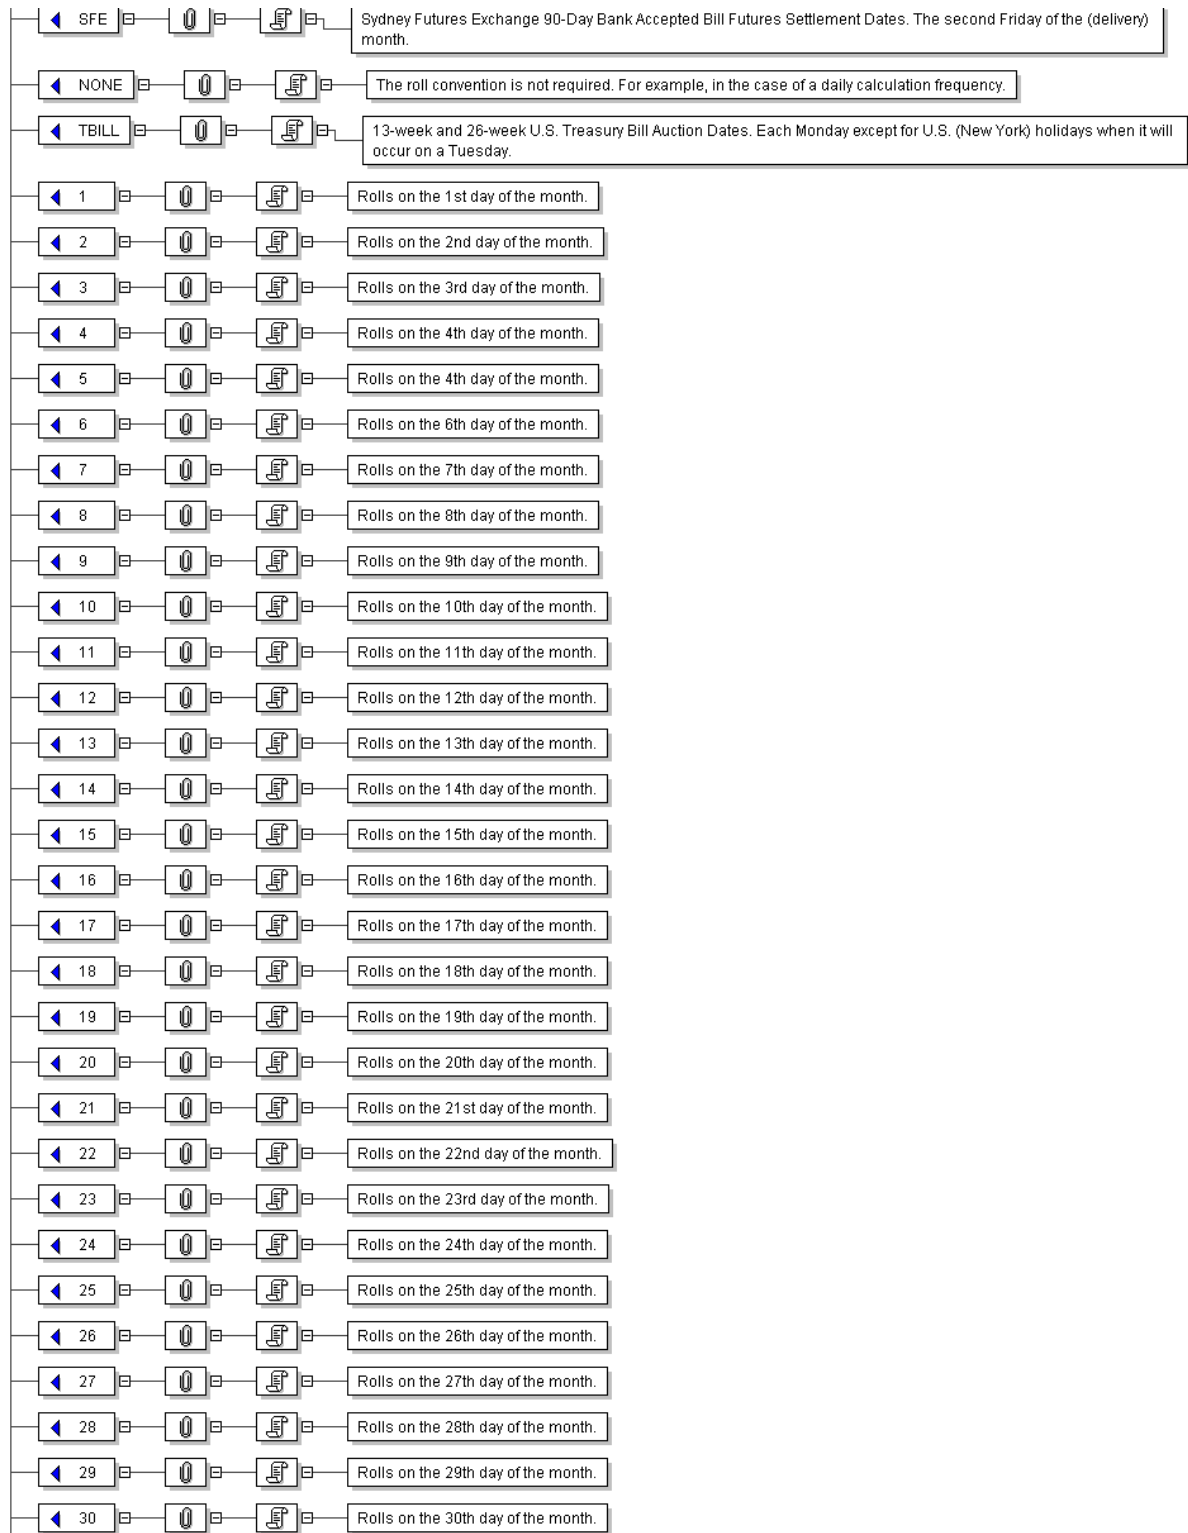 SFE Sydney Futures Exchange 90-Day Bank Accepted Bill Futures Settlement Dates. The second Friday of the (delivery)
month.
NONE The roll convention is not required. For example, in the case of a daily calculation frequency.
TBILL 13-week and 26-week U.S. Treasury Bill Auction Dates. Each Monday except for U.S. (New York) holidays when it will
occur on a Tuesday.
1 Rolls on the 1st day of the month.
2 Rolls on the 2nd day of the month.
3 Rolls on the 3rd day of the month.
4 Rolls on the 4th day of the month.
5 Rolls on the 4th day of the month.
6 Rolls on the 6th day of the month.
7 Rolls on the 7th day of the month.
8 Rolls on the 8th day of the month.
9 Rolls on the 9th day of the month.
10 Rolls on the 10th day of the month.
11 Rolls on the 11th day of the month.
12 Rolls on the 12th day of the month.
13 Rolls on the 13th day of the month.
14 Rolls on the 14th day of the month.
15 Rolls on the 15th day of the month.
16 Rolls on the 16th day of the month.
17 Rolls on the 17th day of the month.
18 Rolls on the 18th day of the month.
19 Rolls on the 19th day of the month.
20 Rolls on the 20th day of the month.
21 Rolls on the 21st day of the month.
22 Rolls on the 22nd day of the month.
23 Rolls on the 23rd day of the month.
24 Rolls on the 24th day of the month.
25 Rolls on the 25th day of the month.
26 Rolls on the 26th day of the month.
27 Rolls on the 27th day of the month.
28 Rolls on the 28th day of the month.
29 Rolls on the 29th day of the month.
30 Rolls on the 30th day of the month.